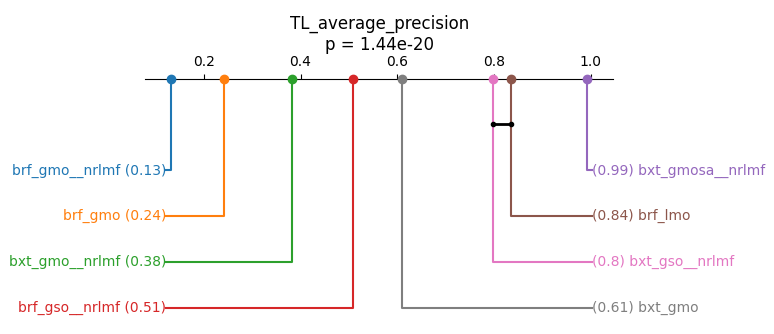 TL_average_precision
p = 1.44e-20
0.2 0.4 0.6 0.8 1.0
brf_gmo__nrlmf (0.13) (0.99) bxt_gmosa__nrlmf
brf_gmo (0.24) (0.84) brf_lmo
bxt_gmo__nrlmf (0.38) (0.8) bxt_gso__nrlmf
brf_gso__nrlmf (0.51) (0.61) bxt_gmo